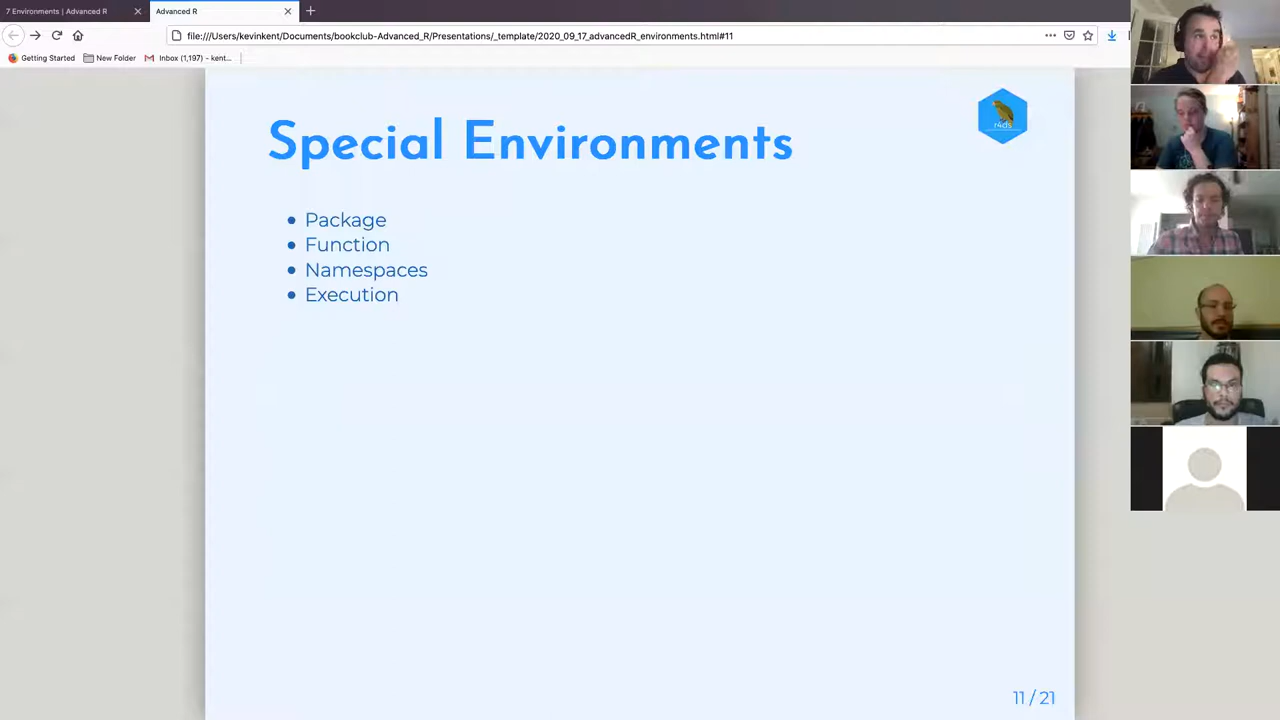 7 Environments | Advanced R
Advanced R
file:///Users/kevinkent/Documents/bookclub-Advanced_R/Presentations/_template/2020_09_17_advancedR_environments.html#11
Getting Started
New Folder
Inbox (1,197) - kent...
Special Environments
r4ds
• Package
• Function
• Namespaces
• Execution
11 / 21